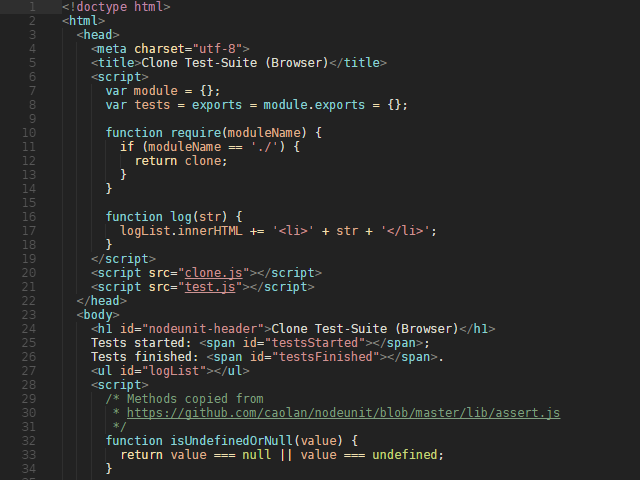 1 <!doctype html>
2 <html>
3 <head>
4 <meta charset="utf-8">
5 <title>Clone Test-Suite (Browser)</title>
6 <script>
7 var module = {};
8 var tests = exports = module.exports = {};
9
10 function require(moduleName) {
11 if (moduleName == './') {
12 return clone;
13 }
14 }
15
16 function log(str) {
17 logList.innerHTML += '<li>' + str + '</li>';
18 }
19 </script>
20 <script src="clone.js"></script>
21 <script src="test.js"></script>
22 </head>
23 <body>
24 <h1 id="nodeunit-header">Clone Test-Suite (Browser)</h1>
25 Tests started: <span id="testsStarted"></span>;
26 Tests finished: <span id="testsFinished"></span>.
27 <ul id="logList"></ul>
28 <script>
29 /* Methods copied from
30 * https://github.com/caolan/nodeunit/blob/master/lib/assert.js
31 */
32 function isUndefinedOrNull(value) {
33 return value === null || value === undefined;
34 }